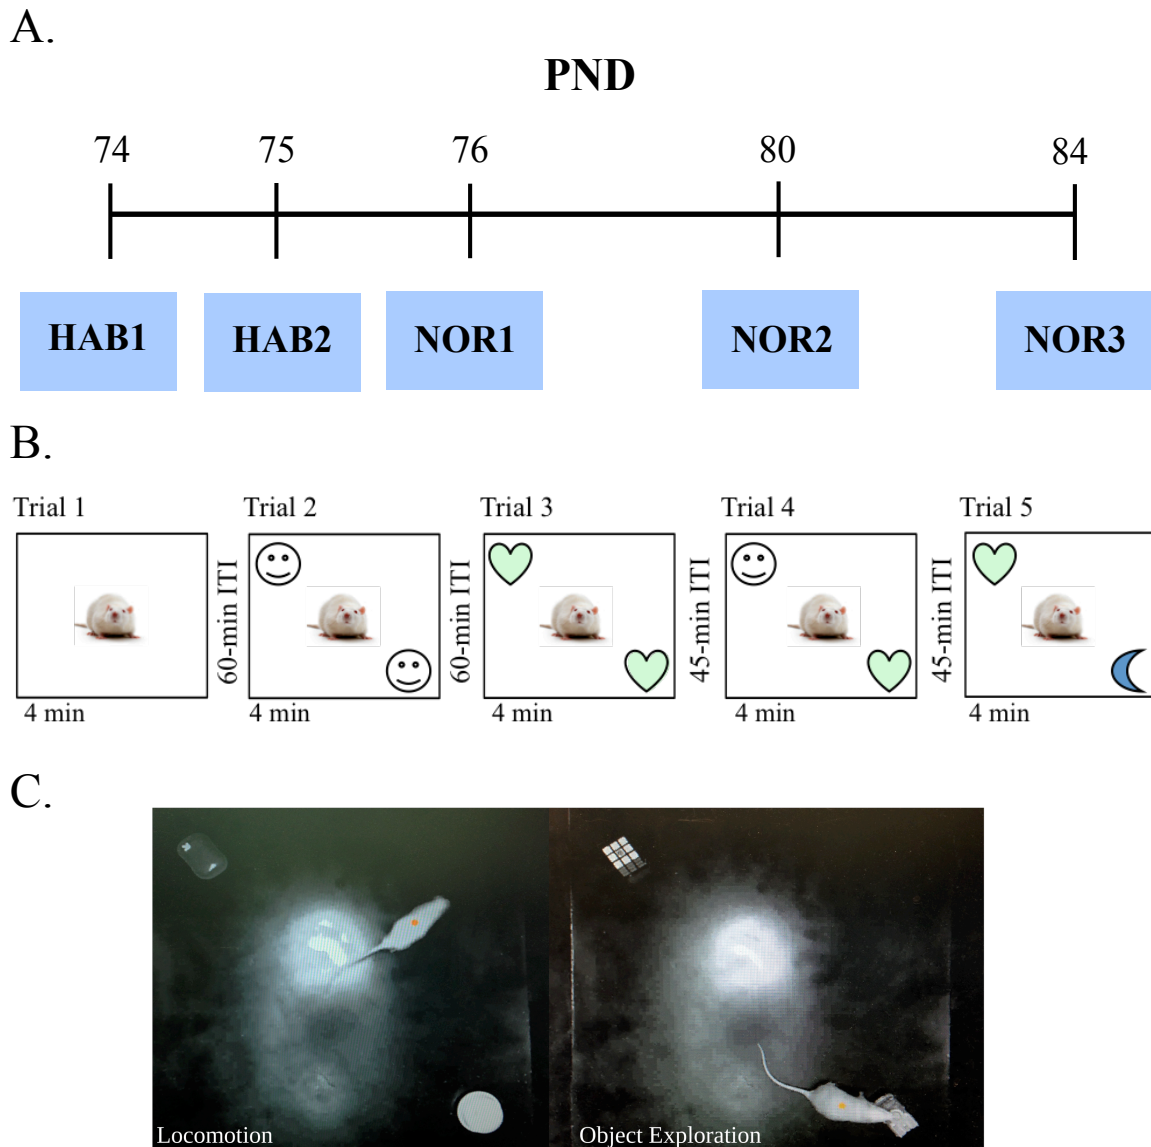 A.
PND
74 75 76 80 84
HAB1 HAB2 NOR1 NOR2 NOR3
B.
Trial 1 Trial 2 Trial 3 Trial 4 Trial 5
60-min ITI 60-min ITI 45-min ITI 45-min ITI
4 min 4 min 4 min 4 min 4 min
C.
Locomotion Object Exploration